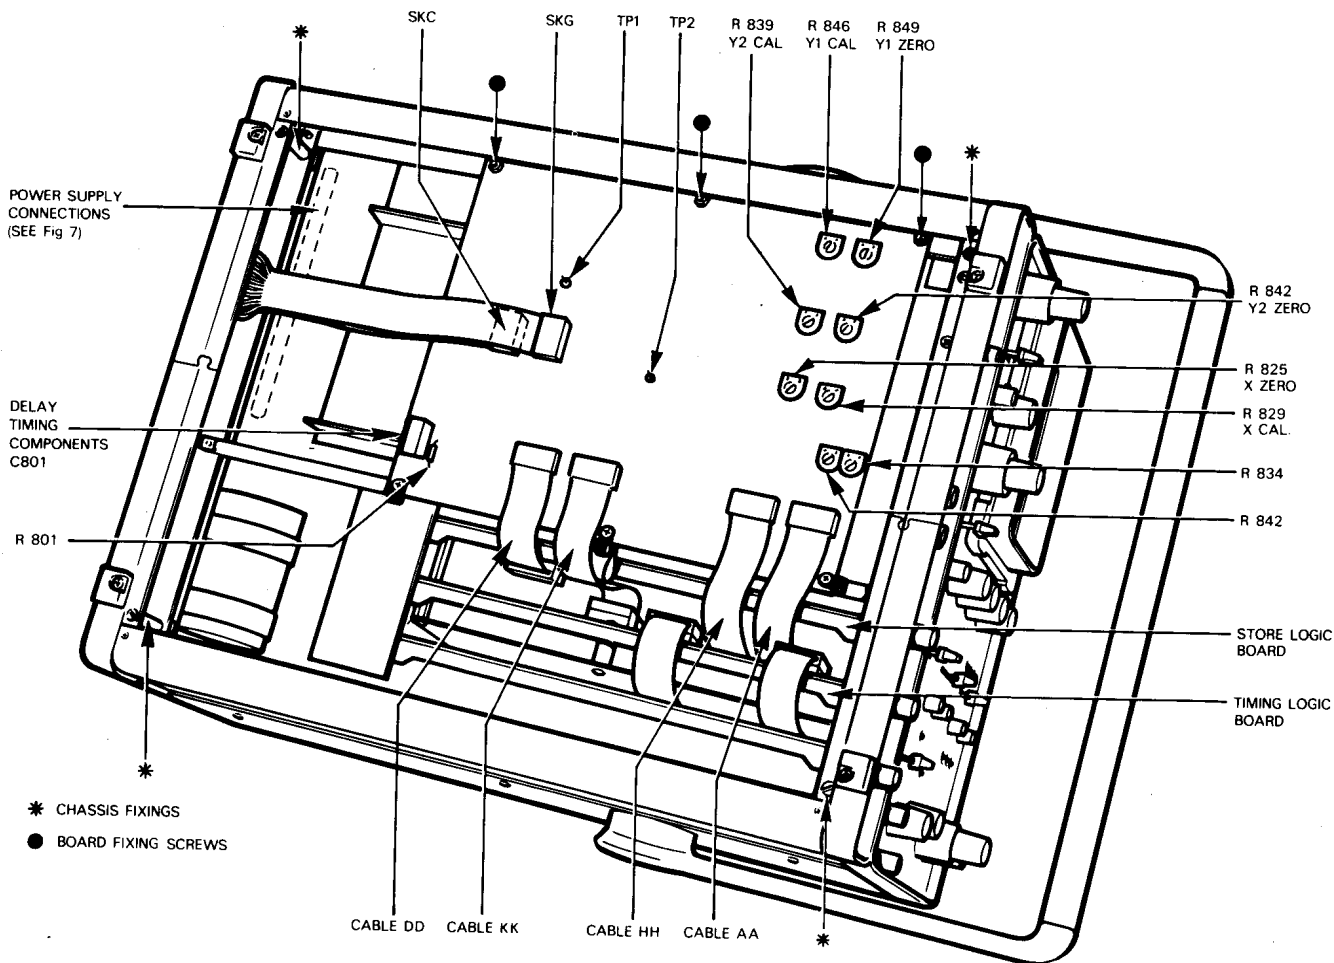 SKC
SKG
TP1
TP2
R 839
Y2 CAL
R 846
Y1 CAL
R 849
Y1 ZERO
POWER SUPPLY
CONNECTIONS
(SEE Fig 7)
R 842
Y2 ZERO
R 825
X ZERO
DELAY
TIMING
COMPONENTS
C801
R 829
X CAL.
R 834
R 842
R 801
STORE LOGIC
BOARD
TIMING LOGIC
BOARD
CHASSIS FIXINGS
BOARD FIXING SCREWS
CABLE DD
CABLE KK
CABLE HH
CABLE AA